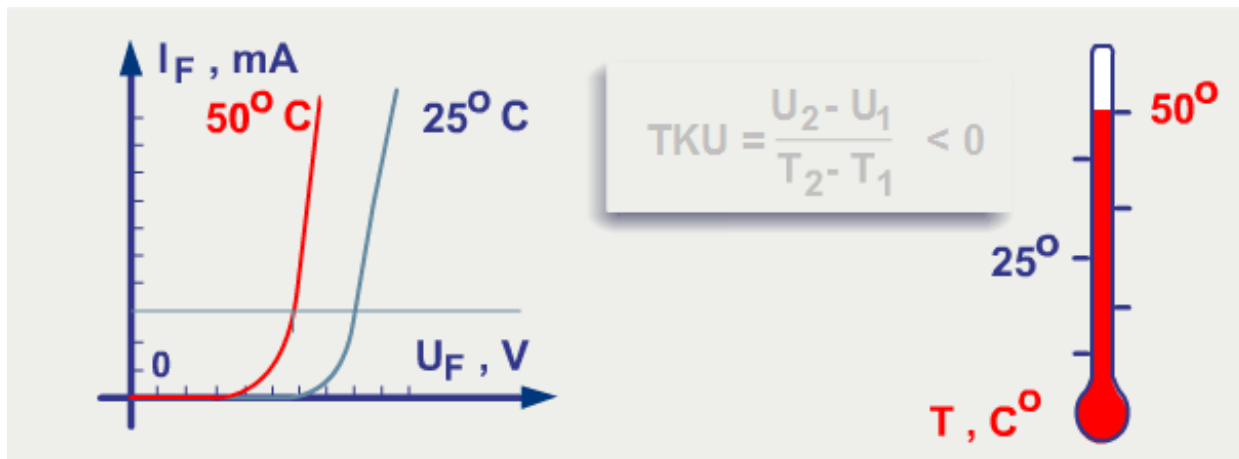 I_F , mA
50° C
25° C
0
U_F , V
TKU = (U_2 - U_1) / (T_2 - T_1) < 0
50°
25°
T , C°